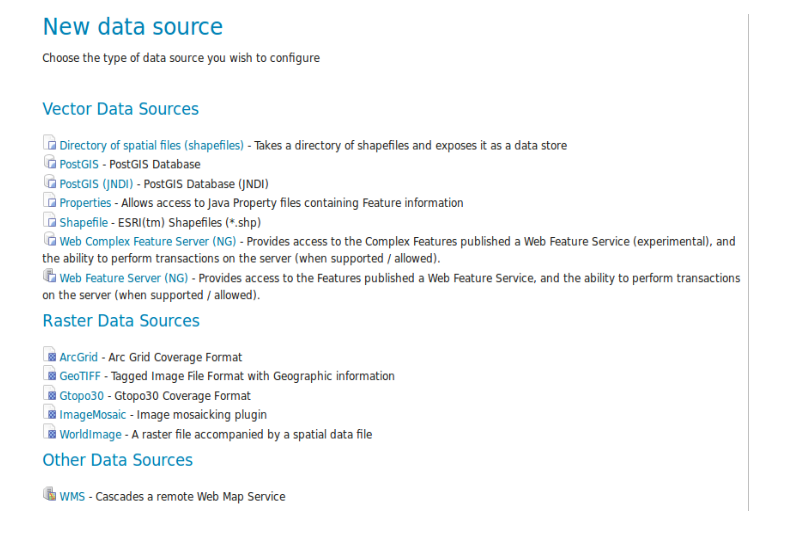 New data source
Choose the type of data source you wish to configure
Vector Data Sources
Directory of spatial files (shapefiles) - Takes a directory of shapefiles and exposes it as a data store
PostGIS - PostGIS Database
PostGIS (JNDI) - PostGIS Database (JNDI)
Properties - Allows access to Java Property files containing Feature information
Shapefile - ESRI(tm) Shapefiles (*.shp)
Web Complex Feature Server (NG) - Provides access to the Complex Features published a Web Feature Service (experimental), and
the ability to perform transactions on the server (when supported / allowed).
Web Feature Server (NG) - Provides access to the Features published a Web Feature Service, and the ability to perform transactions
on the server (when supported / allowed).
Raster Data Sources
ArcGrid - Arc Grid Coverage Format
GeoTIFF - Tagged Image File Format with Geographic information
Gtopo30 - Gtopo30 Coverage Format
ImageMosaic - Image mosaicking plugin
WorldImage - A raster file accompanied by a spatial data file
Other Data Sources
WMS - Cascades a remote Web Map Service